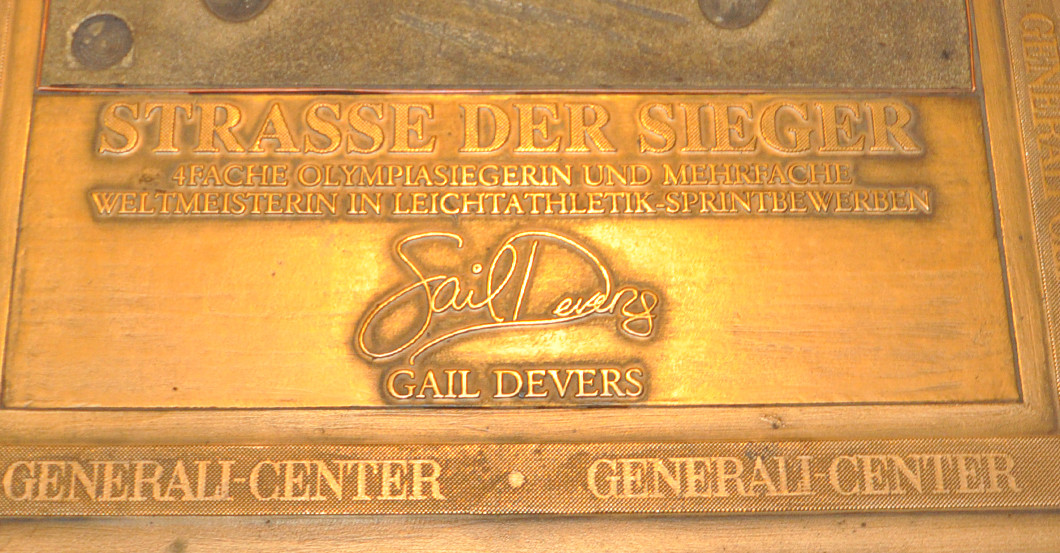 STRASSE DER SIEGER
4FACHE OLYMPIASIEGERIN UND MEHRFACHE
WELTMEISTERIN IN LEICHTATHLETIK-SPRINTBEWERBEN
Gail Devers
GAIL DEVERS
GENERALI-CENTER • GENERALI-CENTER
GENERALI